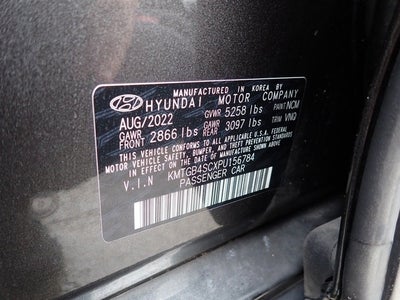 MANUFACTURED IN KOREA BY
HYUNDAI MOTOR COMPANY
AUG/2022 GVWR 5258 lbs PAINT NCM
GAWR FRONT 2866 lbs GAWR REAR 3097 lbs TRIM VND
THIS VEHICLE CONFORMS TO ALL APPLICABLE U.S.A. FEDERAL
MOTOR VEHICLE SAFETY, BUMPER, AND THEFT PREVENTION STANDARDS
IN EFFECT ON THE DATE OF MANUFACTURE SHOWN ABOVE.
V.I.N KMTGB4SCXPU156784
PASSENGER CAR